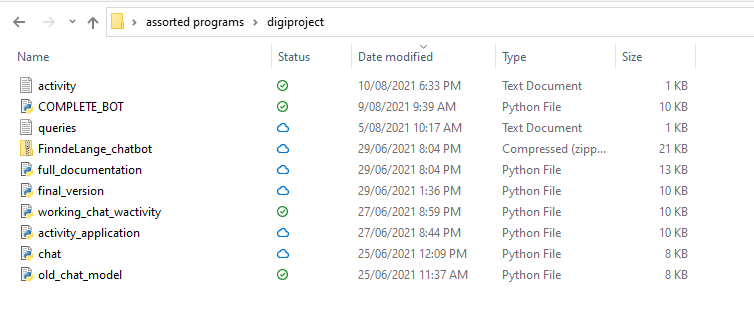 assorted programs > digiproject
Name Status Date modified Type Size
activity 10/08/2021 6:33 PM Text Document 1 KB
COMPLETE_BOT 9/08/2021 9:39 AM Python File 10 KB
queries 5/08/2021 10:17 AM Text Document 1 KB
FinndeLange_chatbot 29/06/2021 8:04 PM Compressed (zipp... 21 KB
full_documentation 29/06/2021 8:04 PM Python File 13 KB
final_version 29/06/2021 1:36 PM Python File 10 KB
working_chat_wactivity 27/06/2021 8:59 PM Python File 10 KB
activity_application 27/06/2021 8:44 PM Python File 10 KB
chat 25/06/2021 12:09 PM Python File 8 KB
old_chat_model 25/06/2021 11:37 AM Python File 8 KB